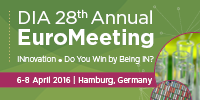 DIA 28th Annual
EuroMeeting
INnovation ● Do You Win by Being IN?
6-8 April 2016 | Hamburg, Germany